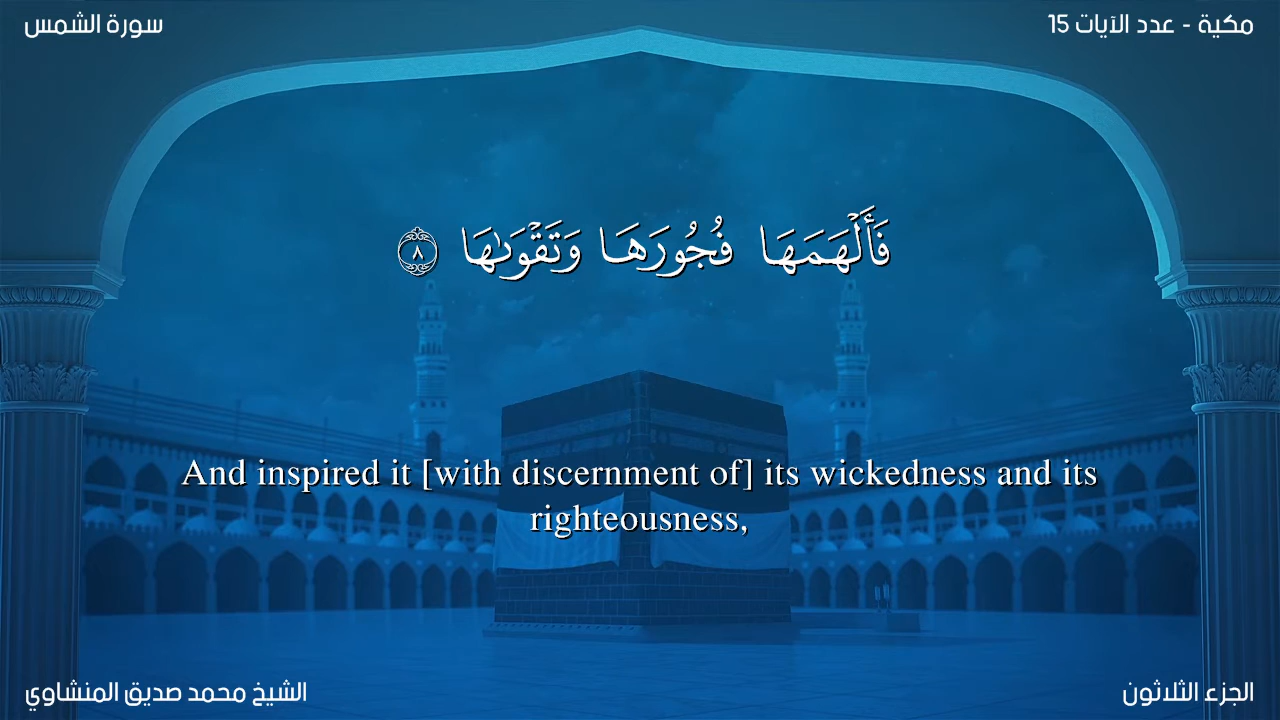 سورة الشمس
مكية - عدد الآيات 15
فَأَلْهَمَهَا فُجُورَهَا وَتَقْوَىٰهَا ٨
And inspired it [with discernment of] its wickedness and its
righteousness,
الشيخ محمد صديق المنشاوي
الجزء الثلاثون